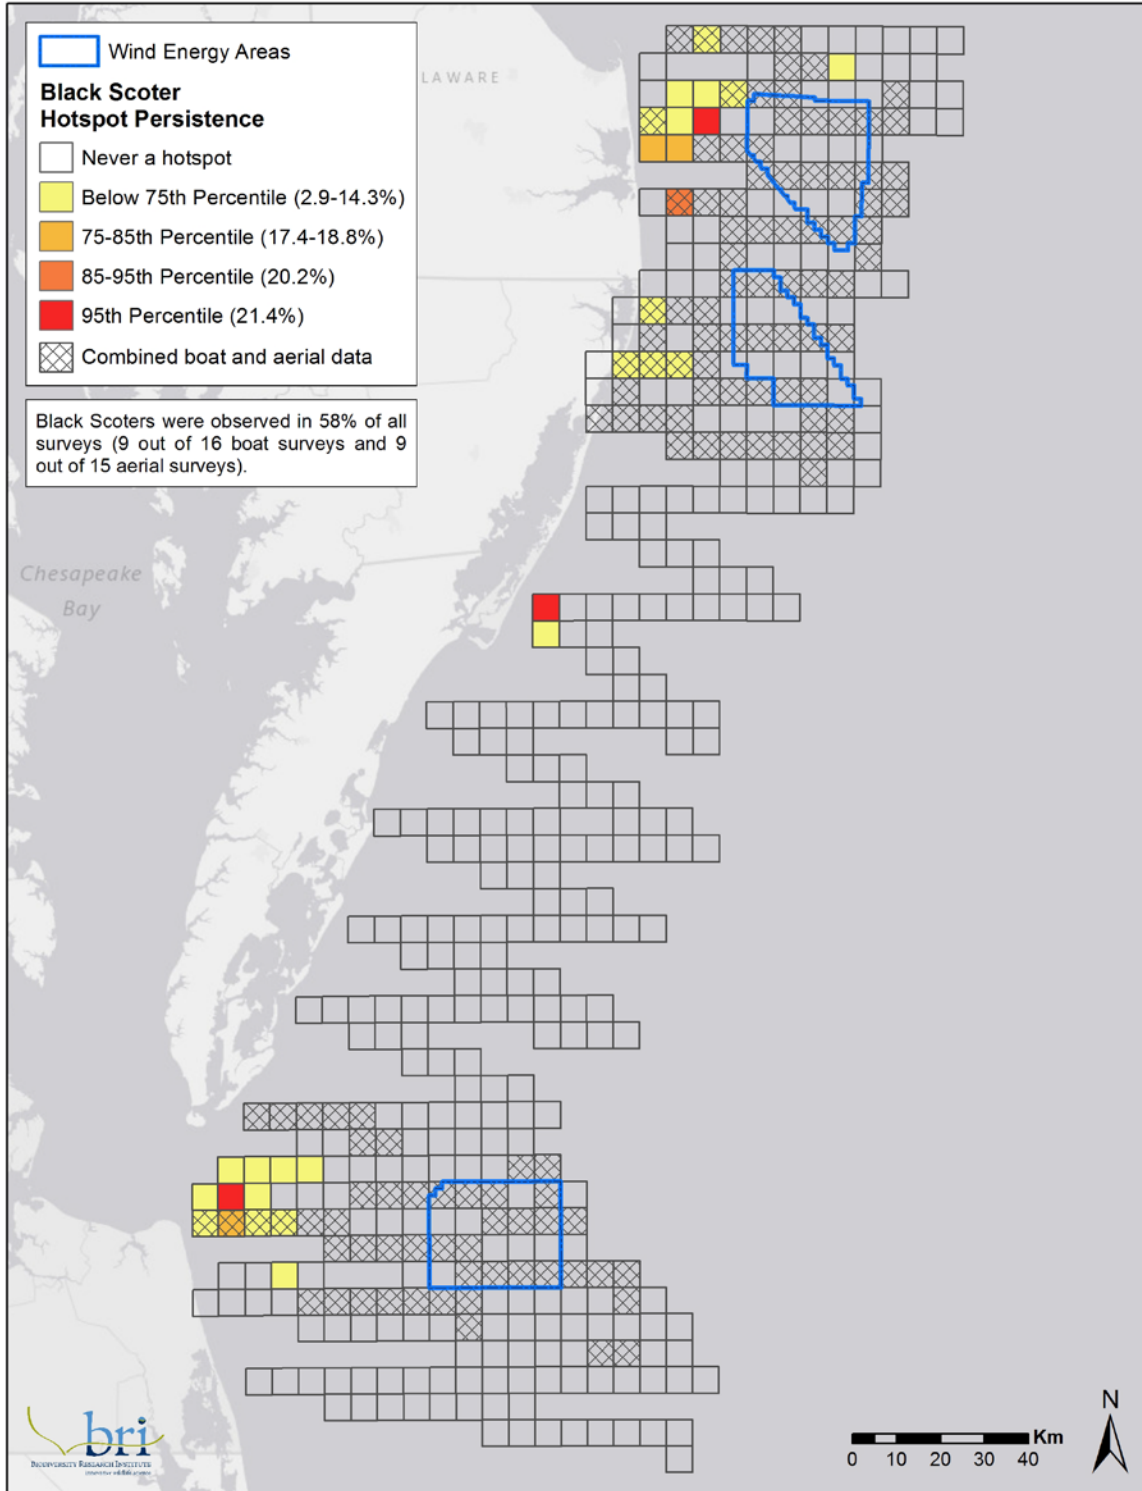 Wind Energy Areas
Black Scoter
Hotspot Persistence
Never a hotspot
Below 75th Percentile (2.9-14.3%)
75-85th Percentile (17.4-18.8%)
85-95th Percentile (20.2%)
95th Percentile (21.4%)
Combined boat and aerial data
Black Scoters were observed in 58% of all
surveys (9 out of 16 boat surveys and 9
out of 15 aerial surveys).
LAWARE
Chesapeake
Bay
bri
BIODIVERSITY RESEARCH INSTITUTE
N
Km
0 10 20 30 40